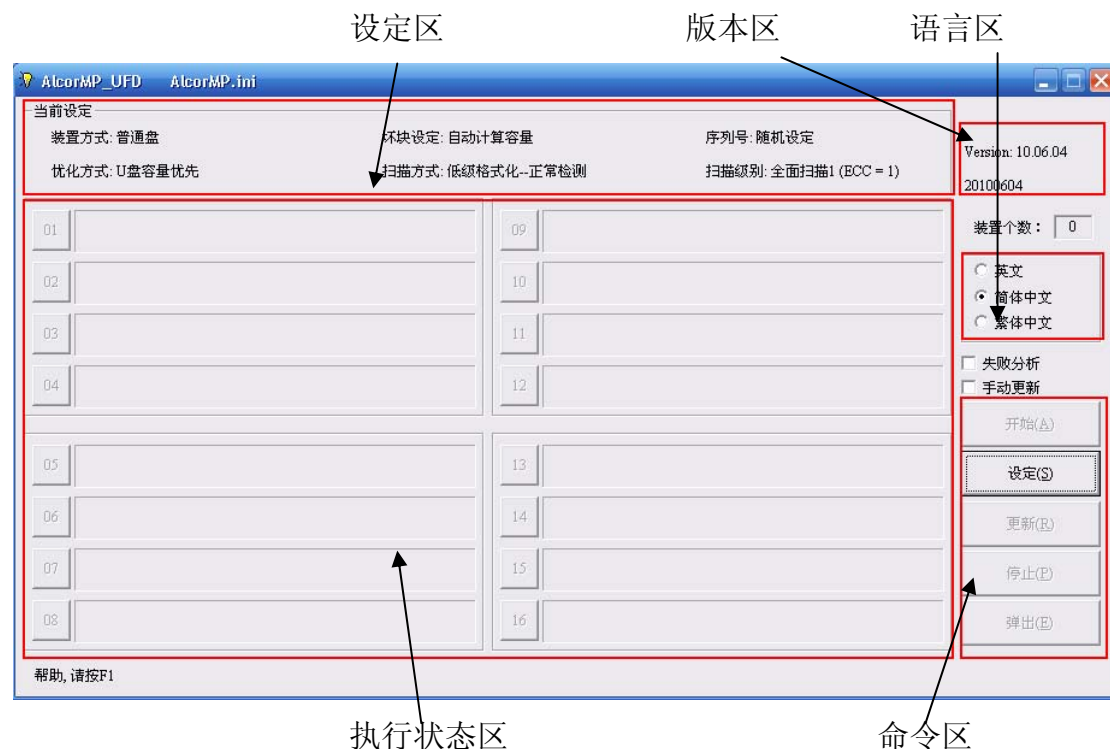 设定区 版本区 语言区
AlcorMP_UFD AlcorMP.ini
当前设定
装置方式: 普通盘 环块设定: 自动计算容量 序列号: 随机设定
优化方式: U盘容量优先 扫描方式: 低级格式化--正常检测 扫描级别: 全面扫描1 (ECC = 1)
Version: 10.06.04
20100604
装置个数： 0
英文
简体中文
繁体中文
失败分析
手动更新
01 09
02 10
03 11
04 12
05 13
06 14
07 15
08 16
开始(A)
设定(S)
更新(R)
停止(P)
弹出(E)
帮助, 请按F1
执行状态区 命令区